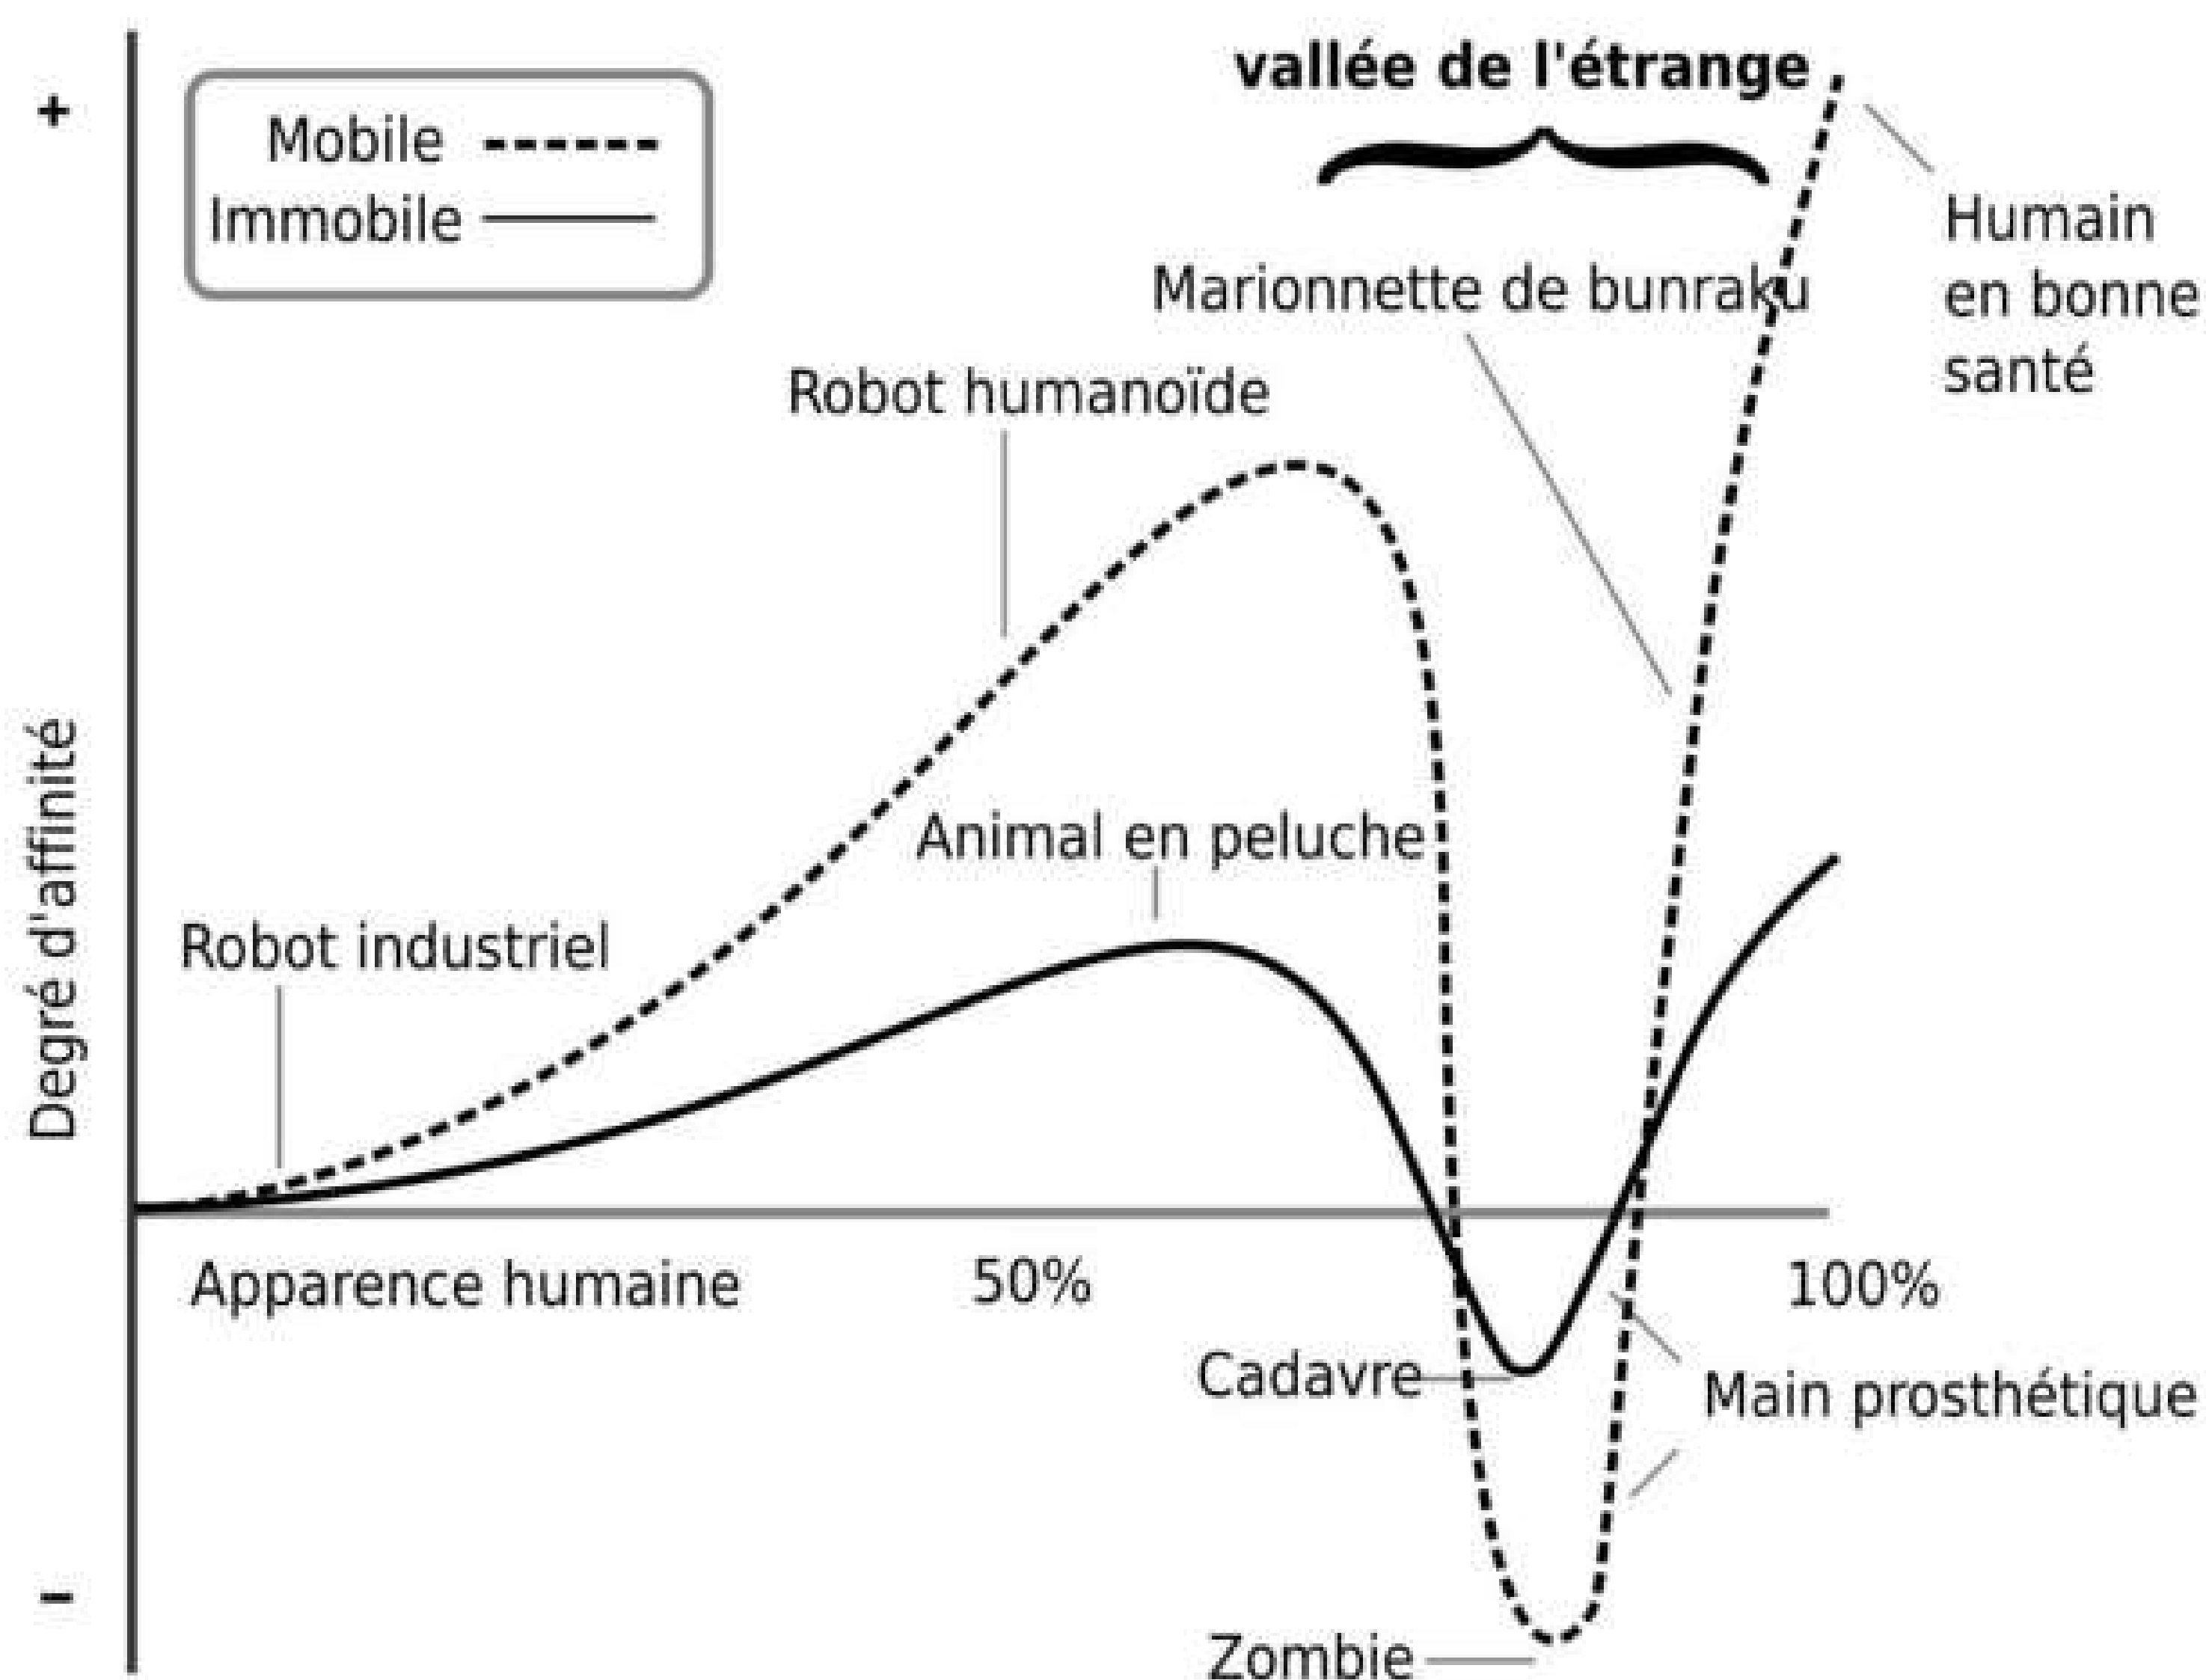 vallée de l'étrange
+
Mobile
Immobile
Humain
en bonne
santé
Marionnette de bunraku
Robot humanoïde
Degré d'affinité
Animal en peluche
Robot industriel
Apparence humaine
50%
100%
Cadavre
Main prosthétique
–
Zombie